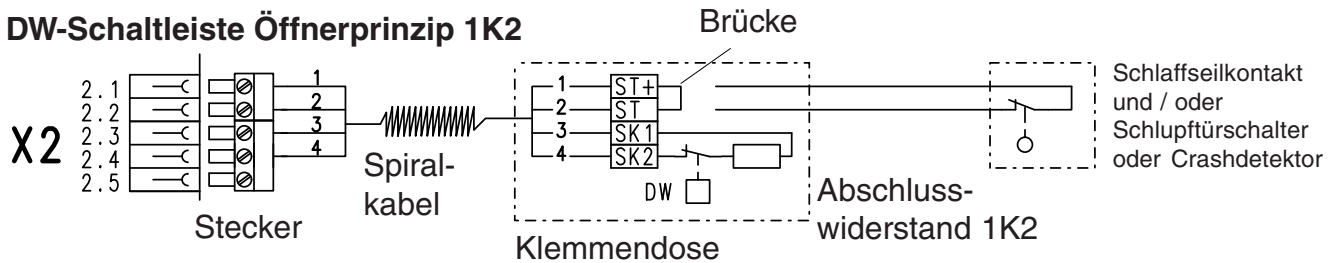 DW-Schaltleiste Öffnerprinzip 1K2
Brücke
X2
2.1
2.2
2.3
2.4
2.5
1
2
3
4
Stecker
Spiral-
kabel
1
2
3
4
ST+
ST
SK1
SK2
DW
Klemmendose
Abschluss-
widerstand 1K2
Schlaffseilkontakt
und / oder
Schlupftürschalter
oder Crashdetektor